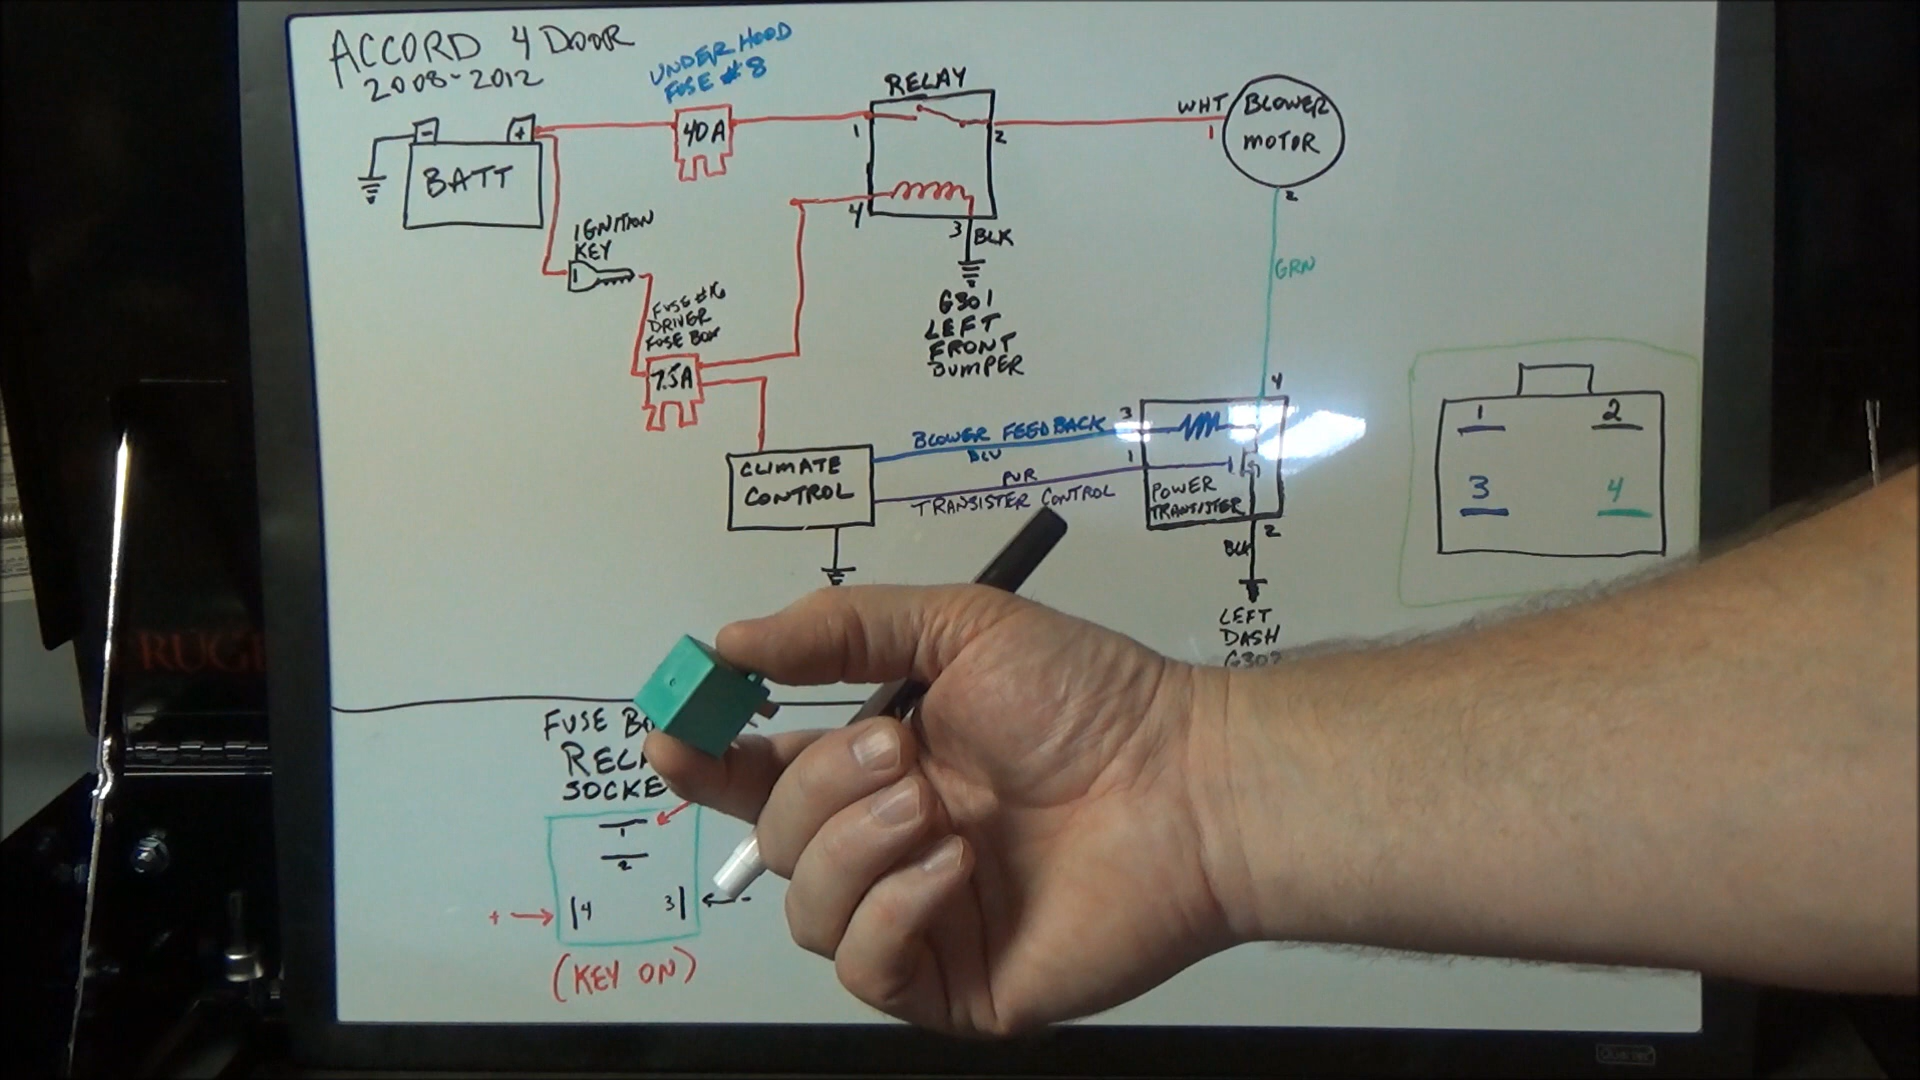 ACCORD 4 DOOR
2008-2012
UNDER HOOD
FUSE #8
40A
RELAY
1
2
4
3
BLK
G301
LEFT
FRONT
BUMPER
WHT
1
BLOWER
MOTOR
2
GRN
-
+
BATT
IGNITION
KEY
FUSE #16
DRIVER
FUSE BOX
7.5A
CLIMATE
CONTROL
BLOWER FEEDBACK
BLU
PUR
TRANSISTER CONTROL
3
1
4
POWER
TRANSISTER
2
BLK
LEFT
DASH
1
2
3
4
FUSE
SOCKE
1
2
+
4
3
-
(KEY ON)